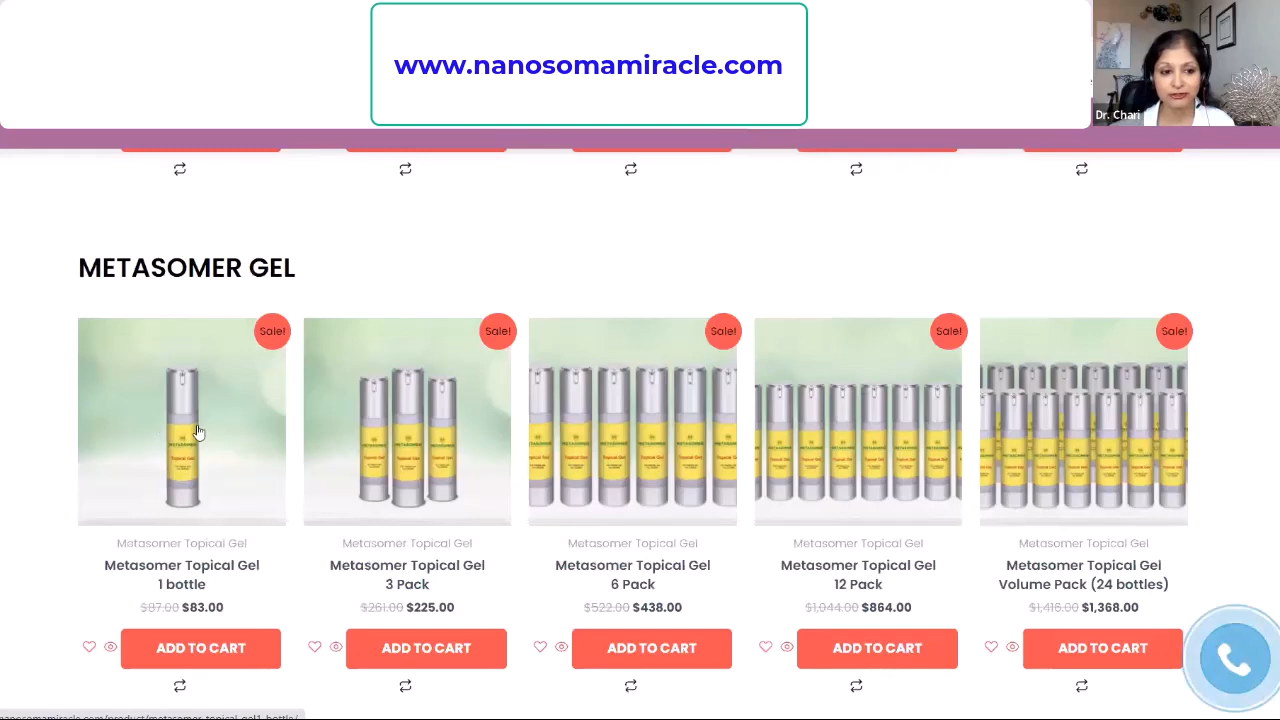 www.nanosomamiracle.com
Dr. Chari
METASOMER GEL
Sale! Sale! Sale! Sale! Sale!
Metasomer Topical Gel Metasomer Topical Gel Metasomer Topical Gel Metasomer Topical Gel Metasomer Topical Gel
Metasomer Topical Gel Metasomer Topical Gel Metasomer Topical Gel Metasomer Topical Gel Metasomer Topical Gel
1 bottle 3 Pack 6 Pack 12 Pack Volume Pack (24 bottles)
$87.00 $83.00 $261.00 $225.00 $522.00 $438.00 $1,044.00 $864.00 $1,416.00 $1,368.00
ADD TO CART ADD TO CART ADD TO CART ADD TO CART ADD TO CART